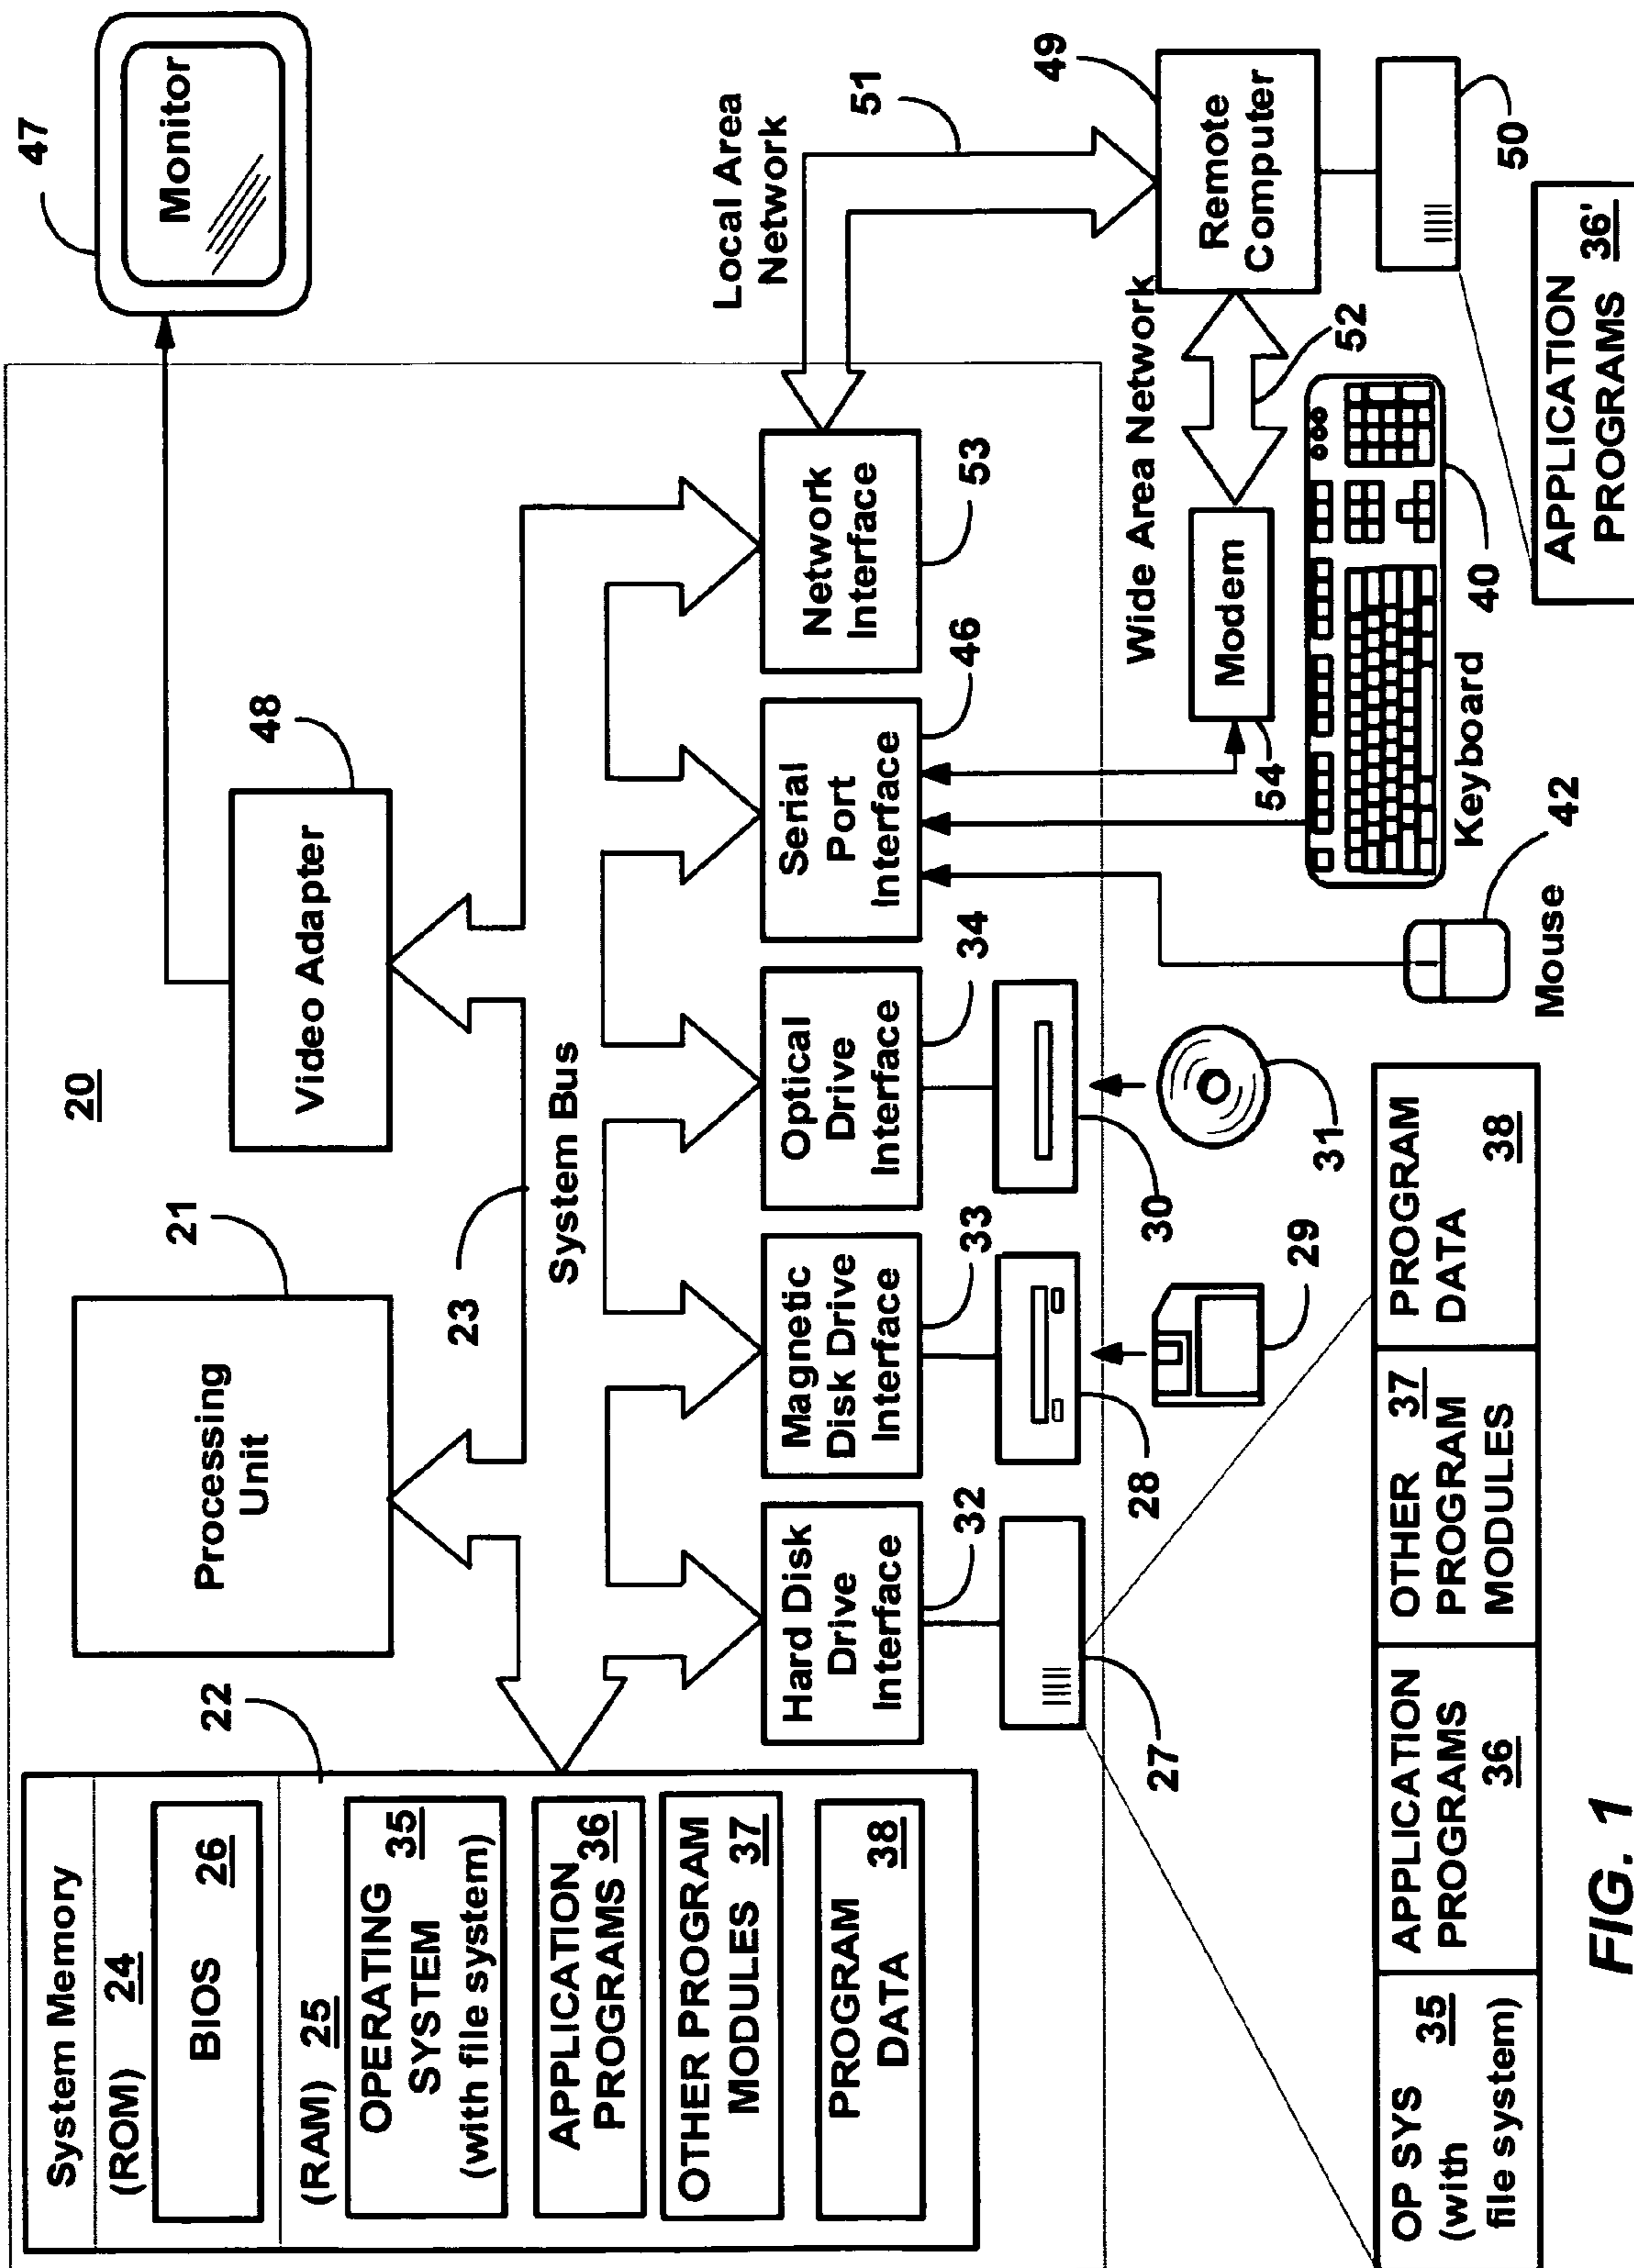 System Memory
(ROM) 24
BIOS 26
(RAM) 25
OPERATING 35
SYSTEM
(with file system)
APPLICATION
PROGRAMS 36
OTHER PROGRAM
MODULES 37
PROGRAM 38
DATA
22
Processing
Unit
21
20
Video Adapter
48
47
Monitor
23
System Bus
Hard Disk
Drive
Interface
32
Magnetic
Disk Drive
Interface
33
Optical
Drive
Interface
34
Serial
Port
Interface
46
Network
Interface
53
Local Area
Network
51
27
28
29
30
31
Wide Area Network
Modem
54
52
Remote
Computer
49
50
Keyboard
40
Mouse
42
OP SYS 35
(with
file system)
APPLICATION
PROGRAMS
36
OTHER 37
PROGRAM
MODULES
PROGRAM
DATA
38
APPLICATION
PROGRAMS 36'
FIG. 1